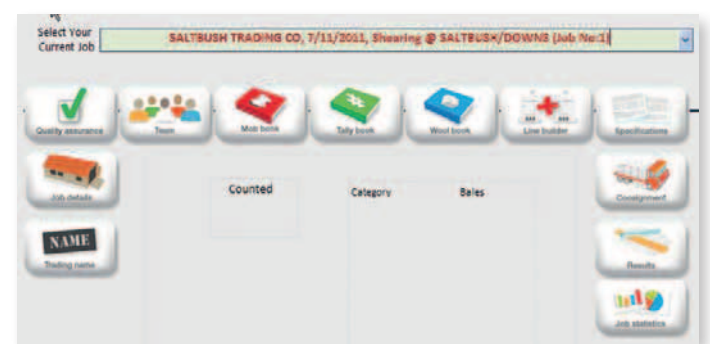 Select Your
Current Job
SALTBUSH TRADING CO, 7/11/2011, Shearing @ SALTBUSH/DOWNS (Job No:1)
Quality assurance
Team
Mob book
Tally book
Wool book
Line builder
Specifications
Job details
Counted
Category Bales
Consignment
NAME
Trading name
Results
Job statistics